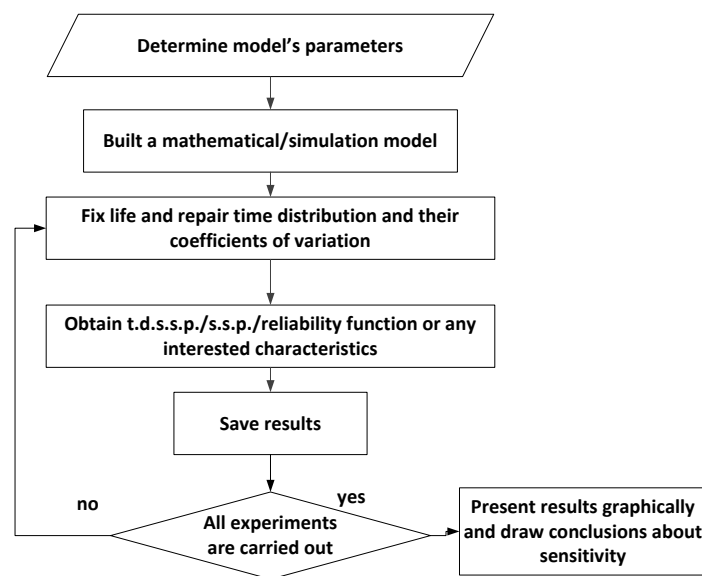 Determine model's parameters
Built a mathematical/simulation model
Fix life and repair time distribution and their
coefficients of variation
Obtain t.d.s.s.p./s.s.p./reliability function or any
interested characteristics
Save results
no
yes
All experiments
are carried out
Present results graphically
and draw conclusions about
sensitivity